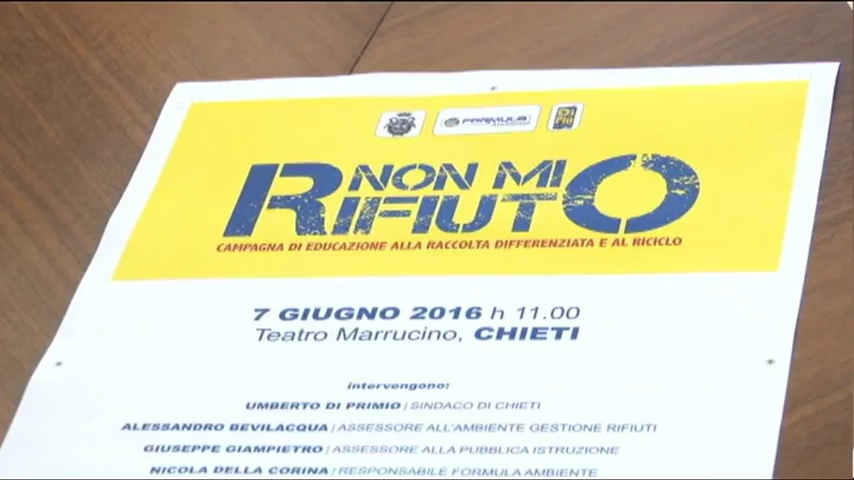 FORMULA
NON MI
RIFIUTO
CAMPAGNA DI EDUCAZIONE ALLA RACCOLTA DIFFERENZIATA E AL RICICLO
7 GIUGNO 2016 h 11.00
Teatro Marrucino, CHIETI
intervengono:
UMBERTO DI PRIMIO | SINDACO DI CHIETI
ALESSANDRO BEVILACQUA | ASSESSORE ALL'AMBIENTE GESTIONE RIFIUTI
GIUSEPPE GIAMPIETRO | ASSESSORE ALLA PUBBLICA ISTRUZIONE
NICOLA DELLA CORINA | RESPONSABILE FORMULA AMBIENTE